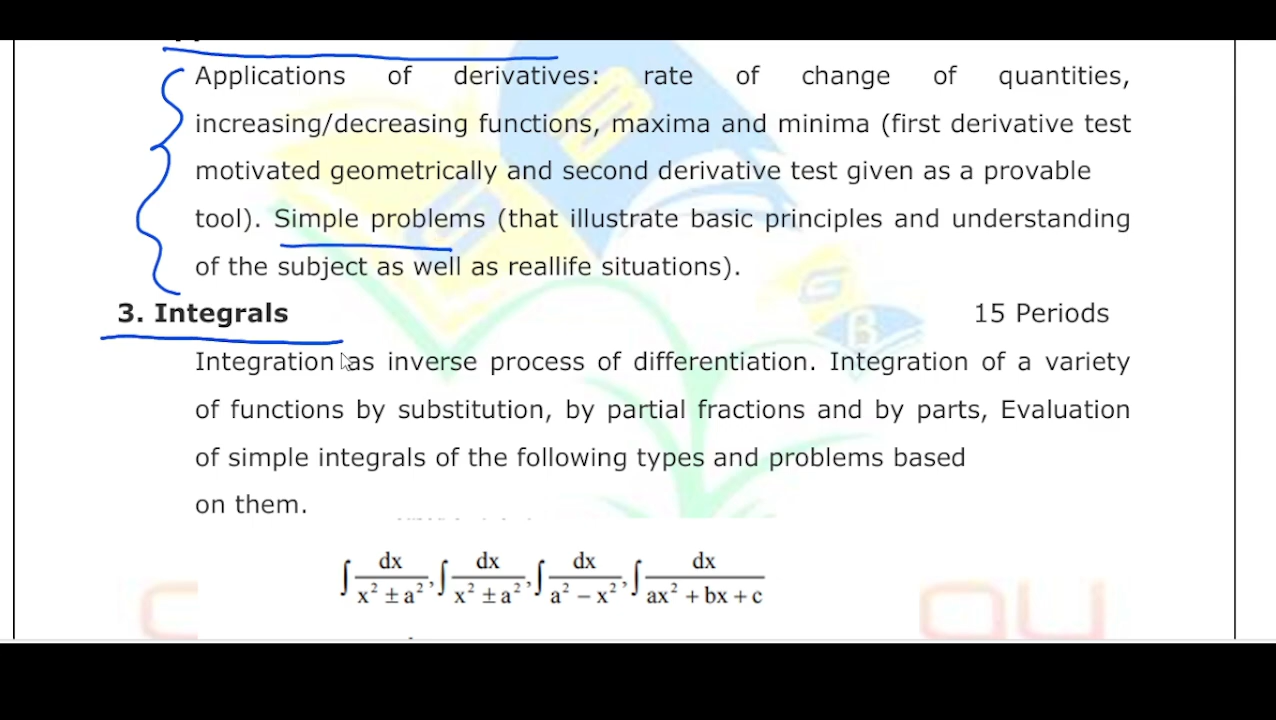 Applications of derivatives: rate of change of quantities,
increasing/decreasing functions, maxima and minima (first derivative test
motivated geometrically and second derivative test given as a provable
tool). Simple problems (that illustrate basic principles and understanding
of the subject as well as reallife situations).
3. Integrals 15 Periods
Integration as inverse process of differentiation. Integration of a variety
of functions by substitution, by partial fractions and by parts, Evaluation
of simple integrals of the following types and problems based
on them.
∫ dx/(x² ± a²), ∫ dx/(x² ± a²), ∫ dx/(a² − x²), ∫ dx/(ax² + bx + c)